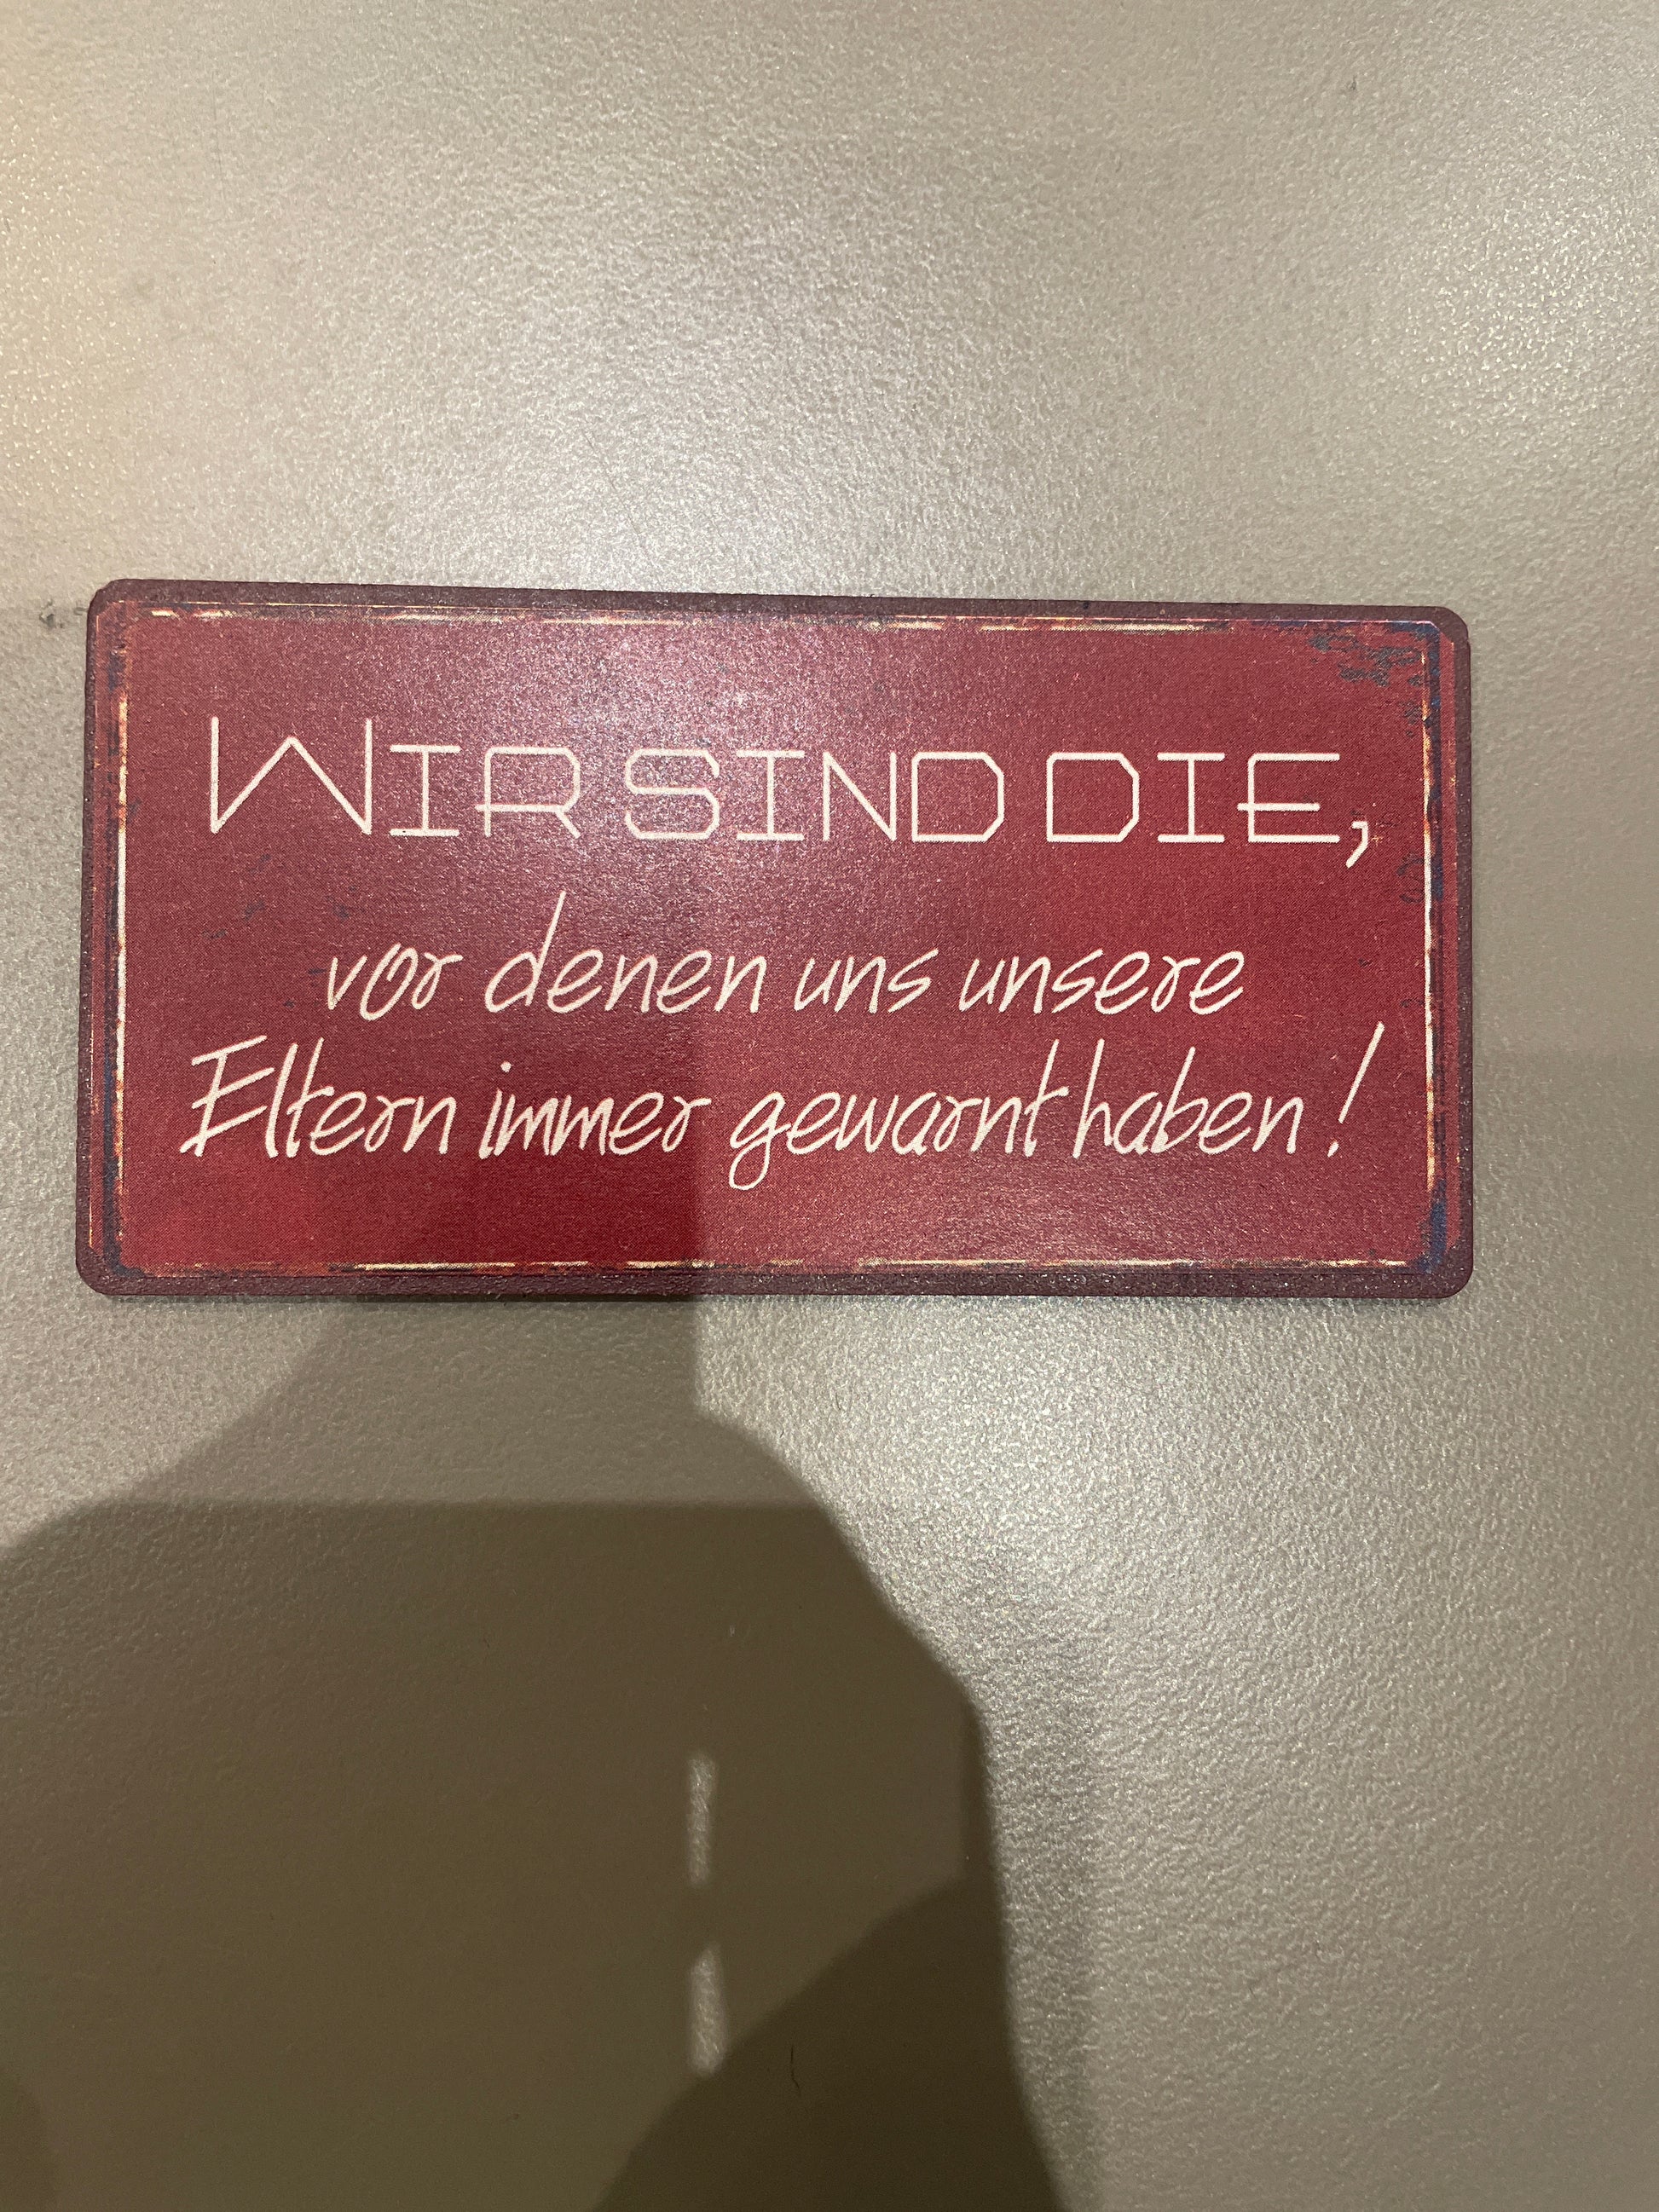 WIR SIND DIE,
vor denen uns unsere
Eltern immer gewarnt haben!